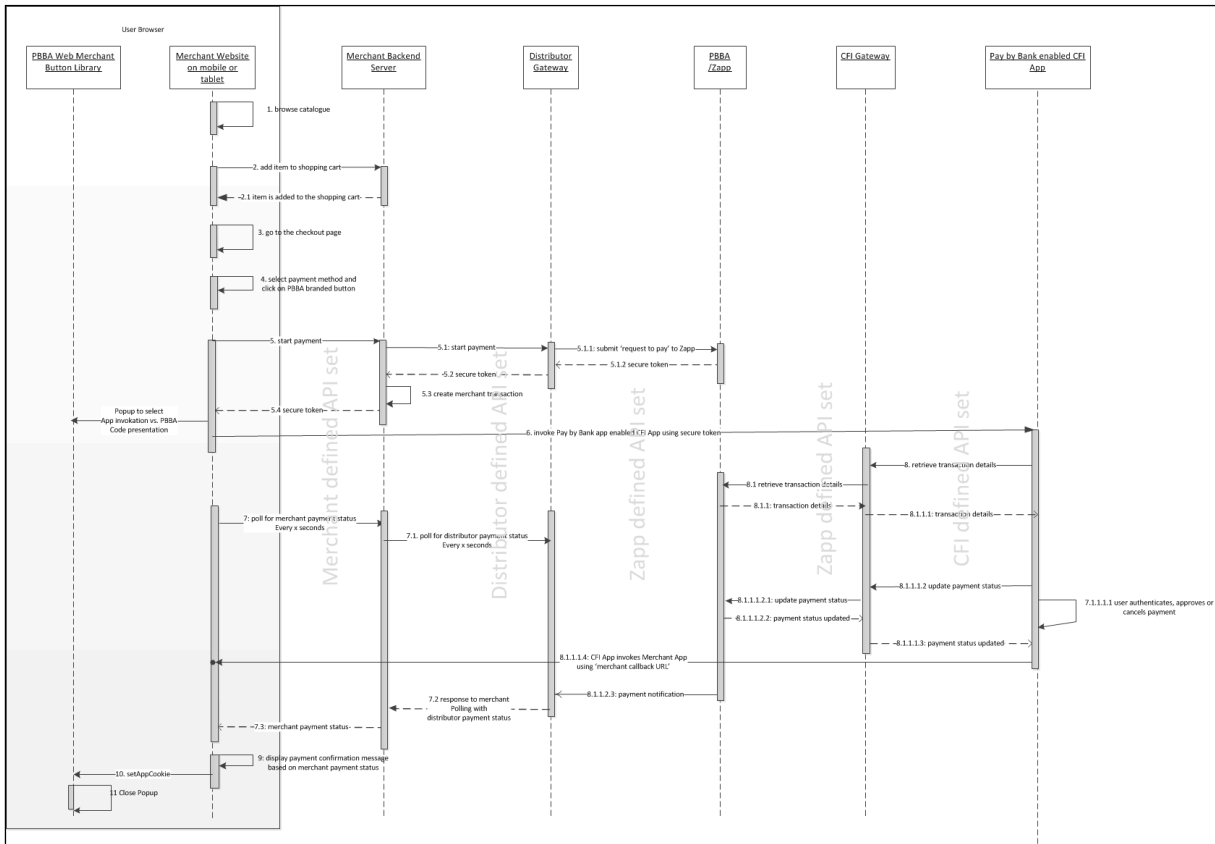 User Browser
PBBA Web Merchant
Button Library
Merchant Website
on mobile or
tablet
Merchant Backend
Server
Distributor
Gateway
PBBA
/Zapp
CFI Gateway
Pay by Bank enabled CFI
App
1. browse catalogue
2. add item to shopping cart
2.1 item is added to the shopping cart
3. go to the checkout page
4. select payment method and
click on PBBA branded button
5. start payment
5.1: start payment
5.1.1: submit 'request to pay' to Zapp
5.1.2 secure token
5.2 secure token
5.3 create merchant transaction
5.4 secure token
Popup to select
App invokation vs. PBBA
Code presentation
6. invoke Pay by Bank app enabled CFI App using secure token
8. retrieve transaction details
8.1 retrieve transaction details
8.1.1: transaction details
8.1.1.1: transaction details
7: poll for merchant payment status
Every x seconds
7.1. poll for distributor payment status
Every x seconds
Merchant defined API set
Distributor defined API set
Zapp defined API set
Zapp defined API set
CFI defined API set
8.1.1.1.2 update payment status
8.1.1.1.2.1: update payment status
7.1.1.1.1 user authenticates, approves or
cancels payment
8.1.1.1.2.2: payment status updated
8.1.1.1.3: payment status updated
8.1.1.1.4: CFI App invokes Merchant App
using 'merchant callback URL'
8.1.1.2.3: payment notification
7.2 response to merchant
Polling with
distributor payment status
7.3: merchant payment status
9: display payment confirmation message
based on merchant payment status
10. setAppCookie
11 Close Popup